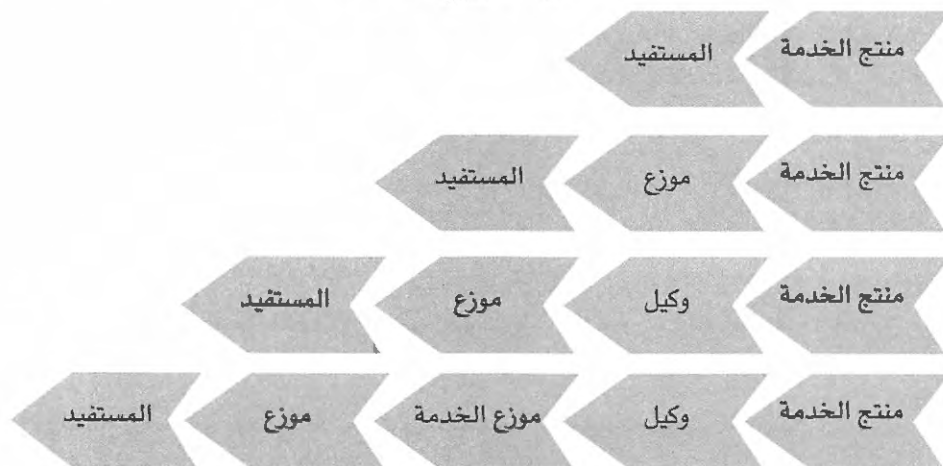 منتج الخدمة المستفيد
منتج الخدمة موزع المستفيد
منتج الخدمة وكيل موزع المستفيد
منتج الخدمة وكيل موزع الخدمة موزع المستفيد